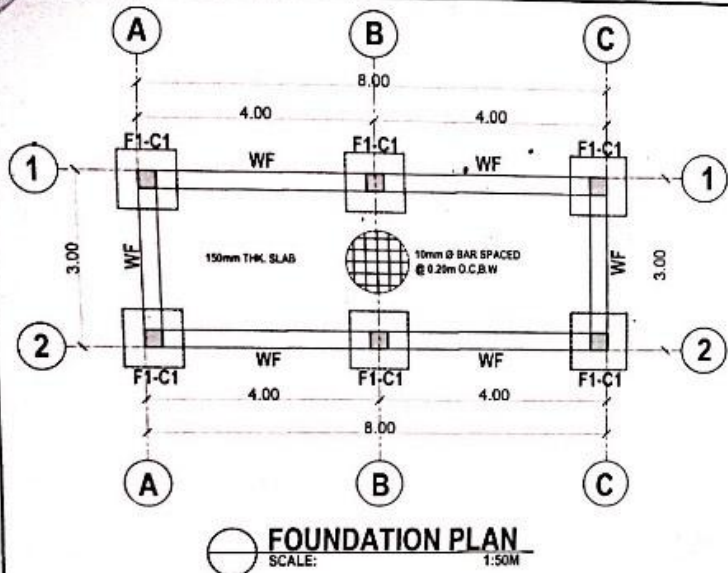 A
B
C
8.00
4.00
4.00
F1-C1
F1-C1
F1-C1
WF
WF
1
1
3.00
WF
150mm THK. SLAB
10mm Ø BAR SPACED
@ 0.20m O.C,B.W
WF
3.00
2
2
WF
WF
F1-C1
F1-C1
F1-C1
4.00
4.00
8.00
A
B
C
FOUNDATION PLAN
SCALE: 1:50M